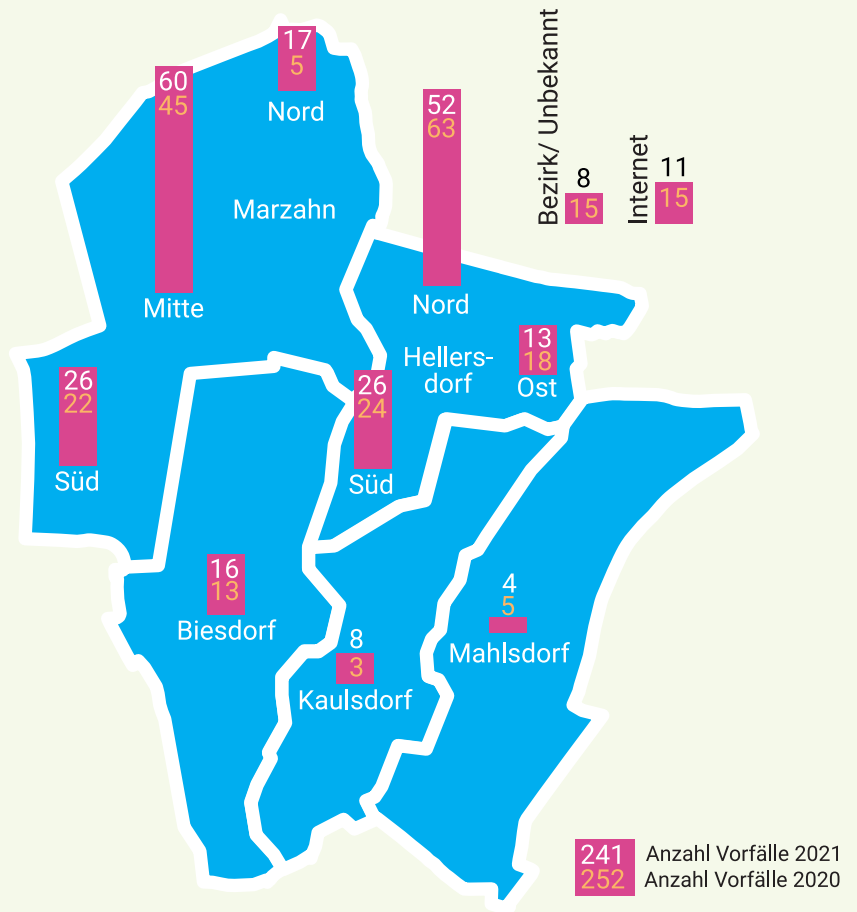 17
5
Nord
60
45
Mitte
Marzahn
52
63
Nord
Bezirk/ Unbekannt
8
15
Internet
11
15
26
22
Süd
26
24
Süd
Hellers-
dorf
13
18
Ost
16
13
Biesdorf
8
3
Kaulsdorf
4
5
Mahlsdorf
241 Anzahl Vorfälle 2021
252 Anzahl Vorfälle 2020